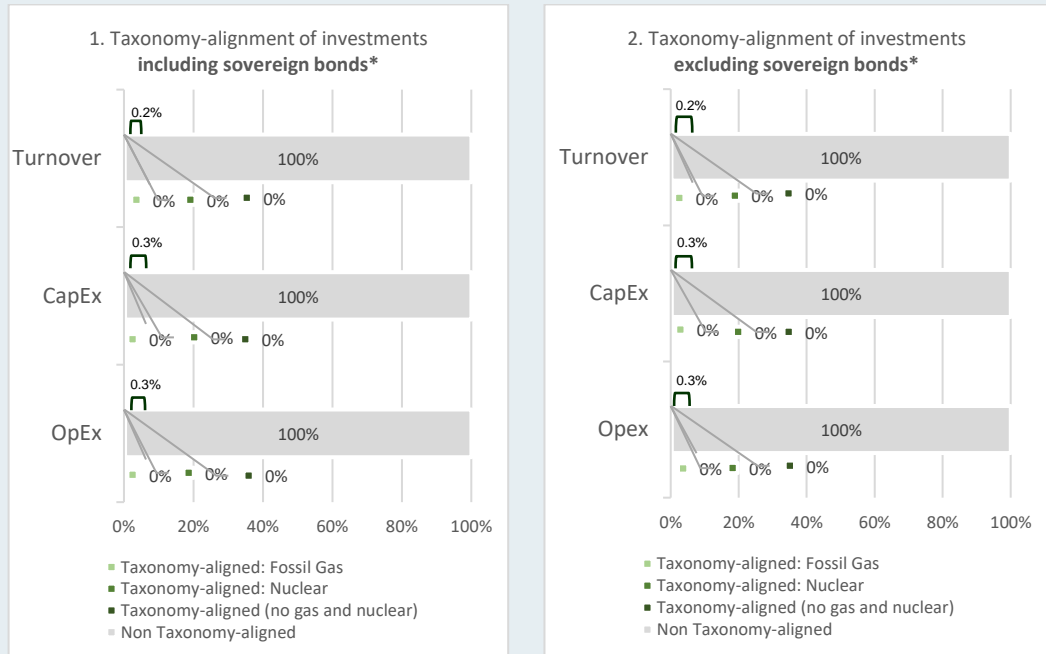 1. Taxonomy-alignment of investments
including sovereign bonds*
0.2%
Turnover
100%
0% 0% 0%
0.3%
CapEx
100%
0% 0% 0%
0.3%
OpEx
100%
0% 0% 0%
0% 20% 40% 60% 80% 100%
Taxonomy-aligned: Fossil Gas
Taxonomy-aligned: Nuclear
Taxonomy-aligned (no gas and nuclear)
Non Taxonomy-aligned
2. Taxonomy-alignment of investments
excluding sovereign bonds*
0.2%
Turnover
100%
0% 0% 0%
0.3%
CapEx
100%
0% 0% 0%
0.3%
Opex
100%
0% 0% 0%
0% 20% 40% 60% 80% 100%
Taxonomy-aligned: Fossil Gas
Taxonomy-aligned: Nuclear
Taxonomy-aligned (no gas and nuclear)
Non Taxonomy-aligned